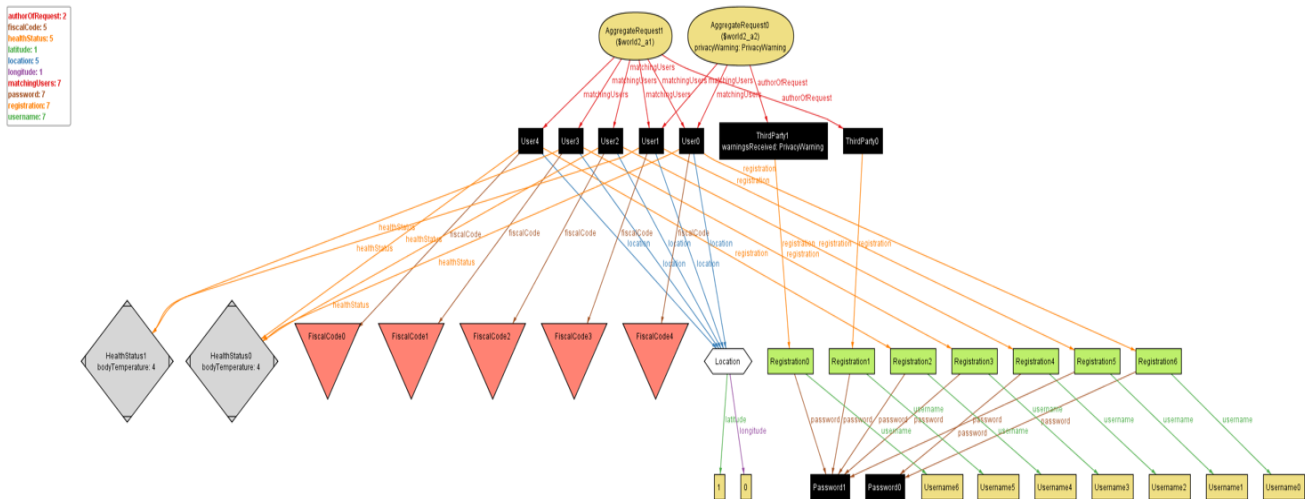 authorOfRequest: 2
fiscalCode: 5
healthStatus: 5
latitude: 1
location: 5
longitude: 1
matchingUsers: 7
password: 7
registration: 7
username: 7
AggregateRequest1
($world2_a1)
AggregateRequest0
($world2_a2)
privacyWarning: PrivacyWarning
matchingUsers
matchingUsers
matchingUsers
matchingUsers
matchingUsers
matchingUsers
matchingUsers
authorOfRequest
authorOfRequest
User4
User3
User2
User1
User0
ThirdParty1
warningsReceived: PrivacyWarning
ThirdParty0
registration
registration
healthStatus
healthStatus
healthStatus
healthStatus
healthStatus
fiscalCode
fiscalCode
fiscalCode
fiscalCode
fiscalCode
location
location
location
location
location
registration
registration
registration
registration
registration
HealthStatus1
bodyTemperature: 4
HealthStatus0
bodyTemperature: 4
FiscalCode0
FiscalCode1
FiscalCode2
FiscalCode3
FiscalCode4
Location
Registration0
Registration1
Registration2
Registration3
Registration4
Registration5
Registration6
latitude
longitude
password
password
password
password
password
password
password
username
username
username
username
username
username
username
1
0
Password1
Password0
Username6
Username5
Username4
Username3
Username2
Username1
Username0